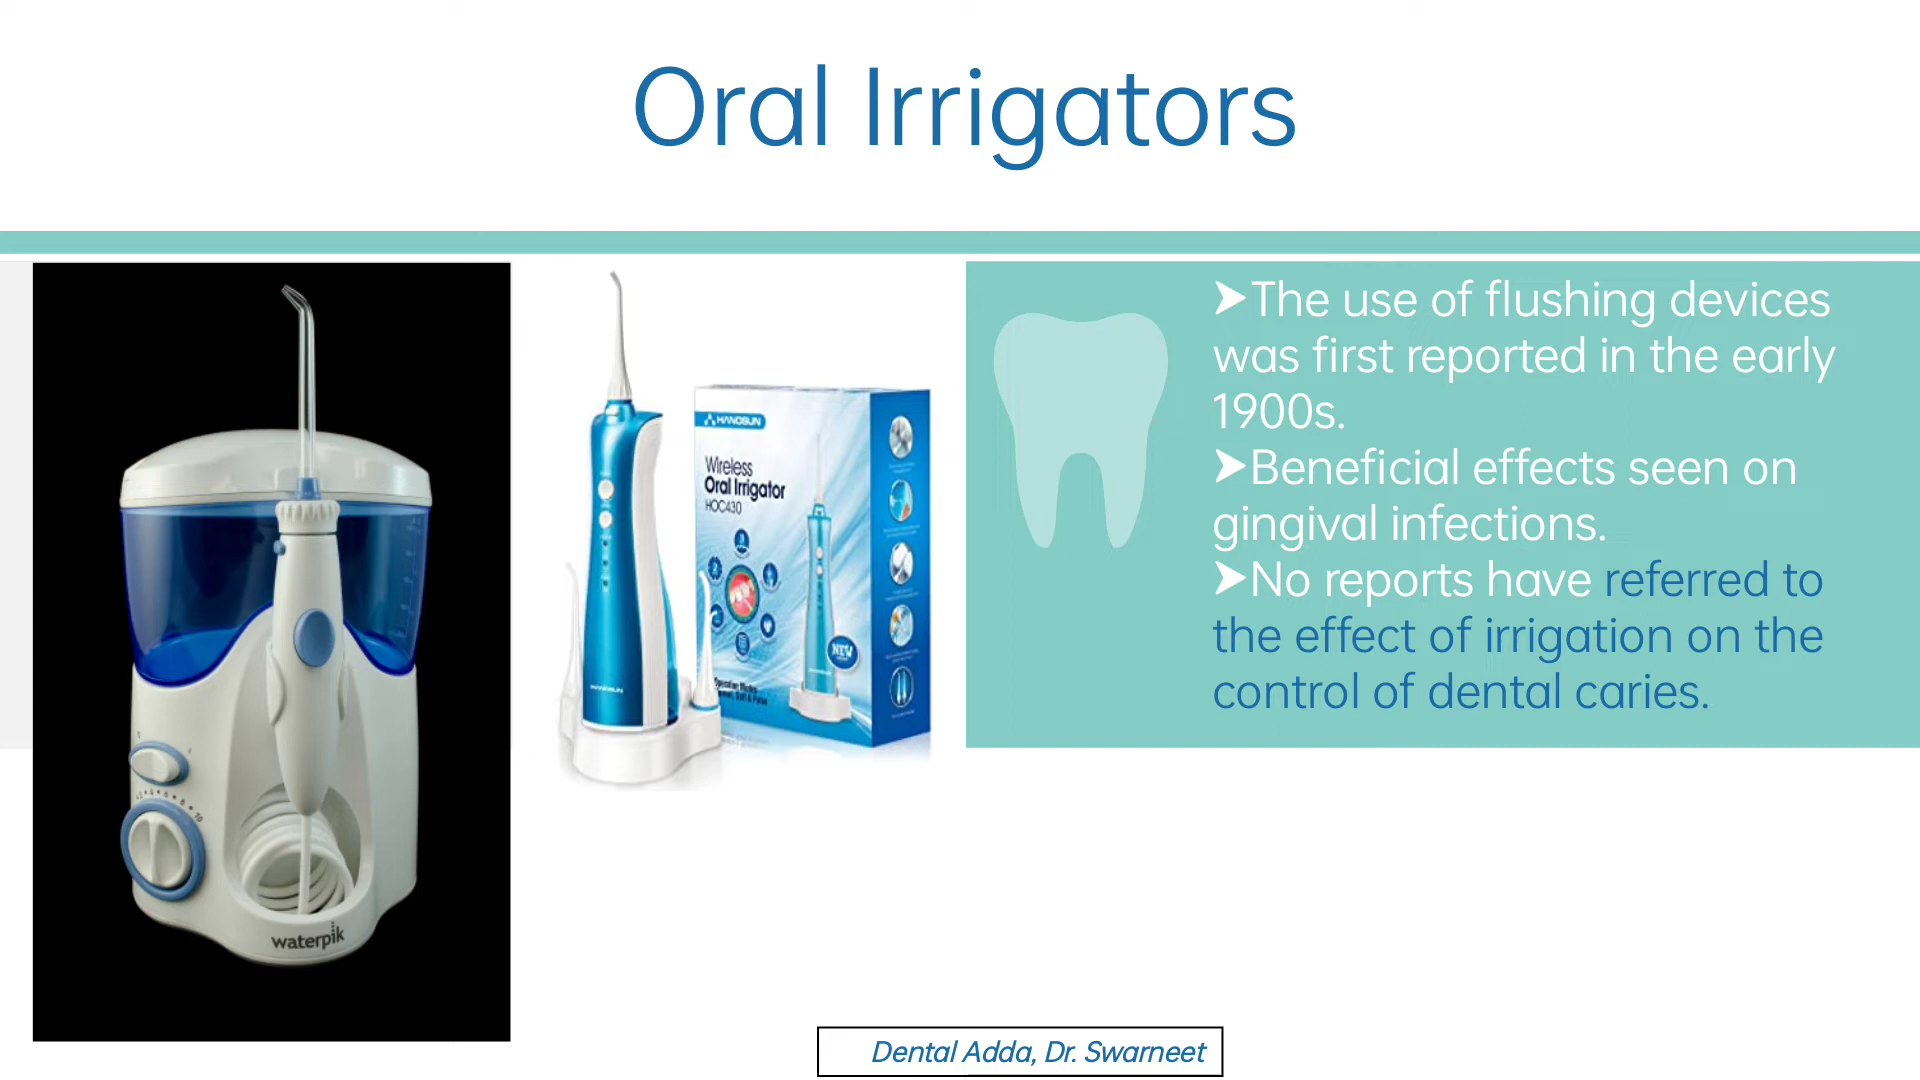 Oral Irrigators
waterpik
HANOSUN
Wireless
Oral Irrigator
HOC430
NEW
➤The use of flushing devices
was first reported in the early
1900s.
➤Beneficial effects seen on
gingival infections.
➤No reports have referred to
the effect of irrigation on the
control of dental caries.
Dental Adda, Dr. Swarneet